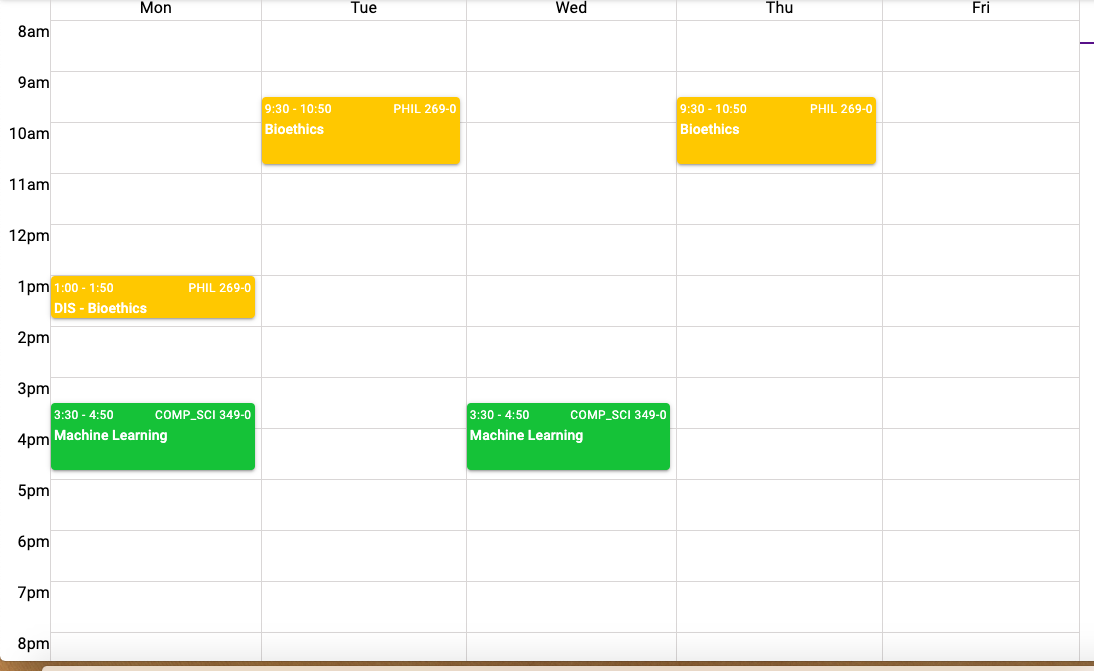 Mon Tue Wed Thu Fri
8am
9am
9:30 - 10:50 PHIL 269-0
Bioethics
9:30 - 10:50 PHIL 269-0
Bioethics
10am
11am
12pm
1pm
1:00 - 1:50 PHIL 269-0
DIS - Bioethics
2pm
3pm
3:30 - 4:50 COMP_SCI 349-0
Machine Learning
3:30 - 4:50 COMP_SCI 349-0
Machine Learning
4pm
5pm
6pm
7pm
8pm